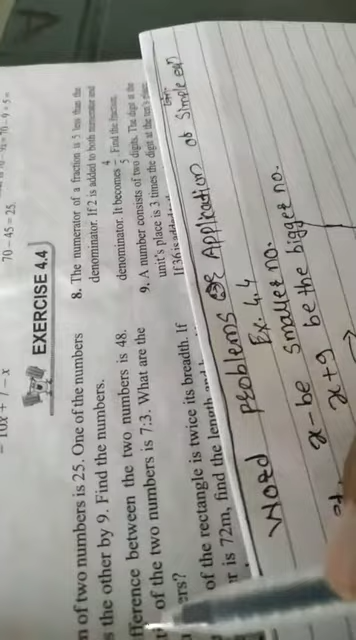 70 - 45 = 25.
EXERCISE 4.4
n of two numbers is 25. One of the numbers
s the other by 9. Find the numbers.
fference between the two numbers is 48.
of the two numbers is 7:3. What are the
ers?
of the rectangle is twice its breadth. If
r is 72m, find the length
8. The numerator of a fraction is 5 less than the
denominator. If 2 is added to both numerator and
denominator. It becomes 4/5. Find the fraction.
9. A number consists of two digits. The digit at the
unit's place is 3 times the digit at the ten's place.
If 36 is added
Word problems Application of Simple
Ex. 4.4
x - be smaller no.
x + 9 be the bigger no.